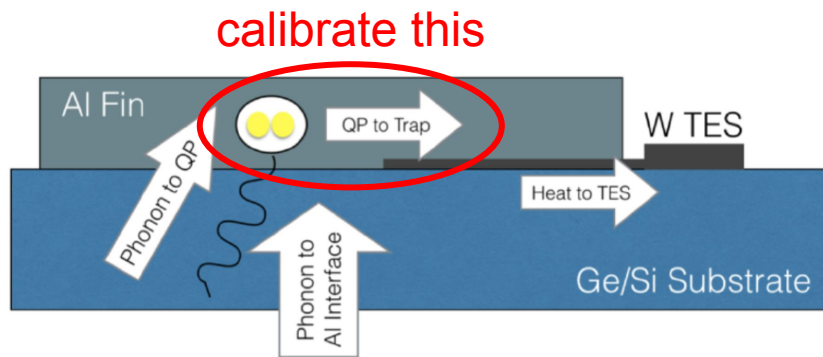 calibrate this
Al Fin
QP to Trap
W TES
Phonon to QP
Heat to TES
Phonon to
Al Interface
Ge/Si Substrate